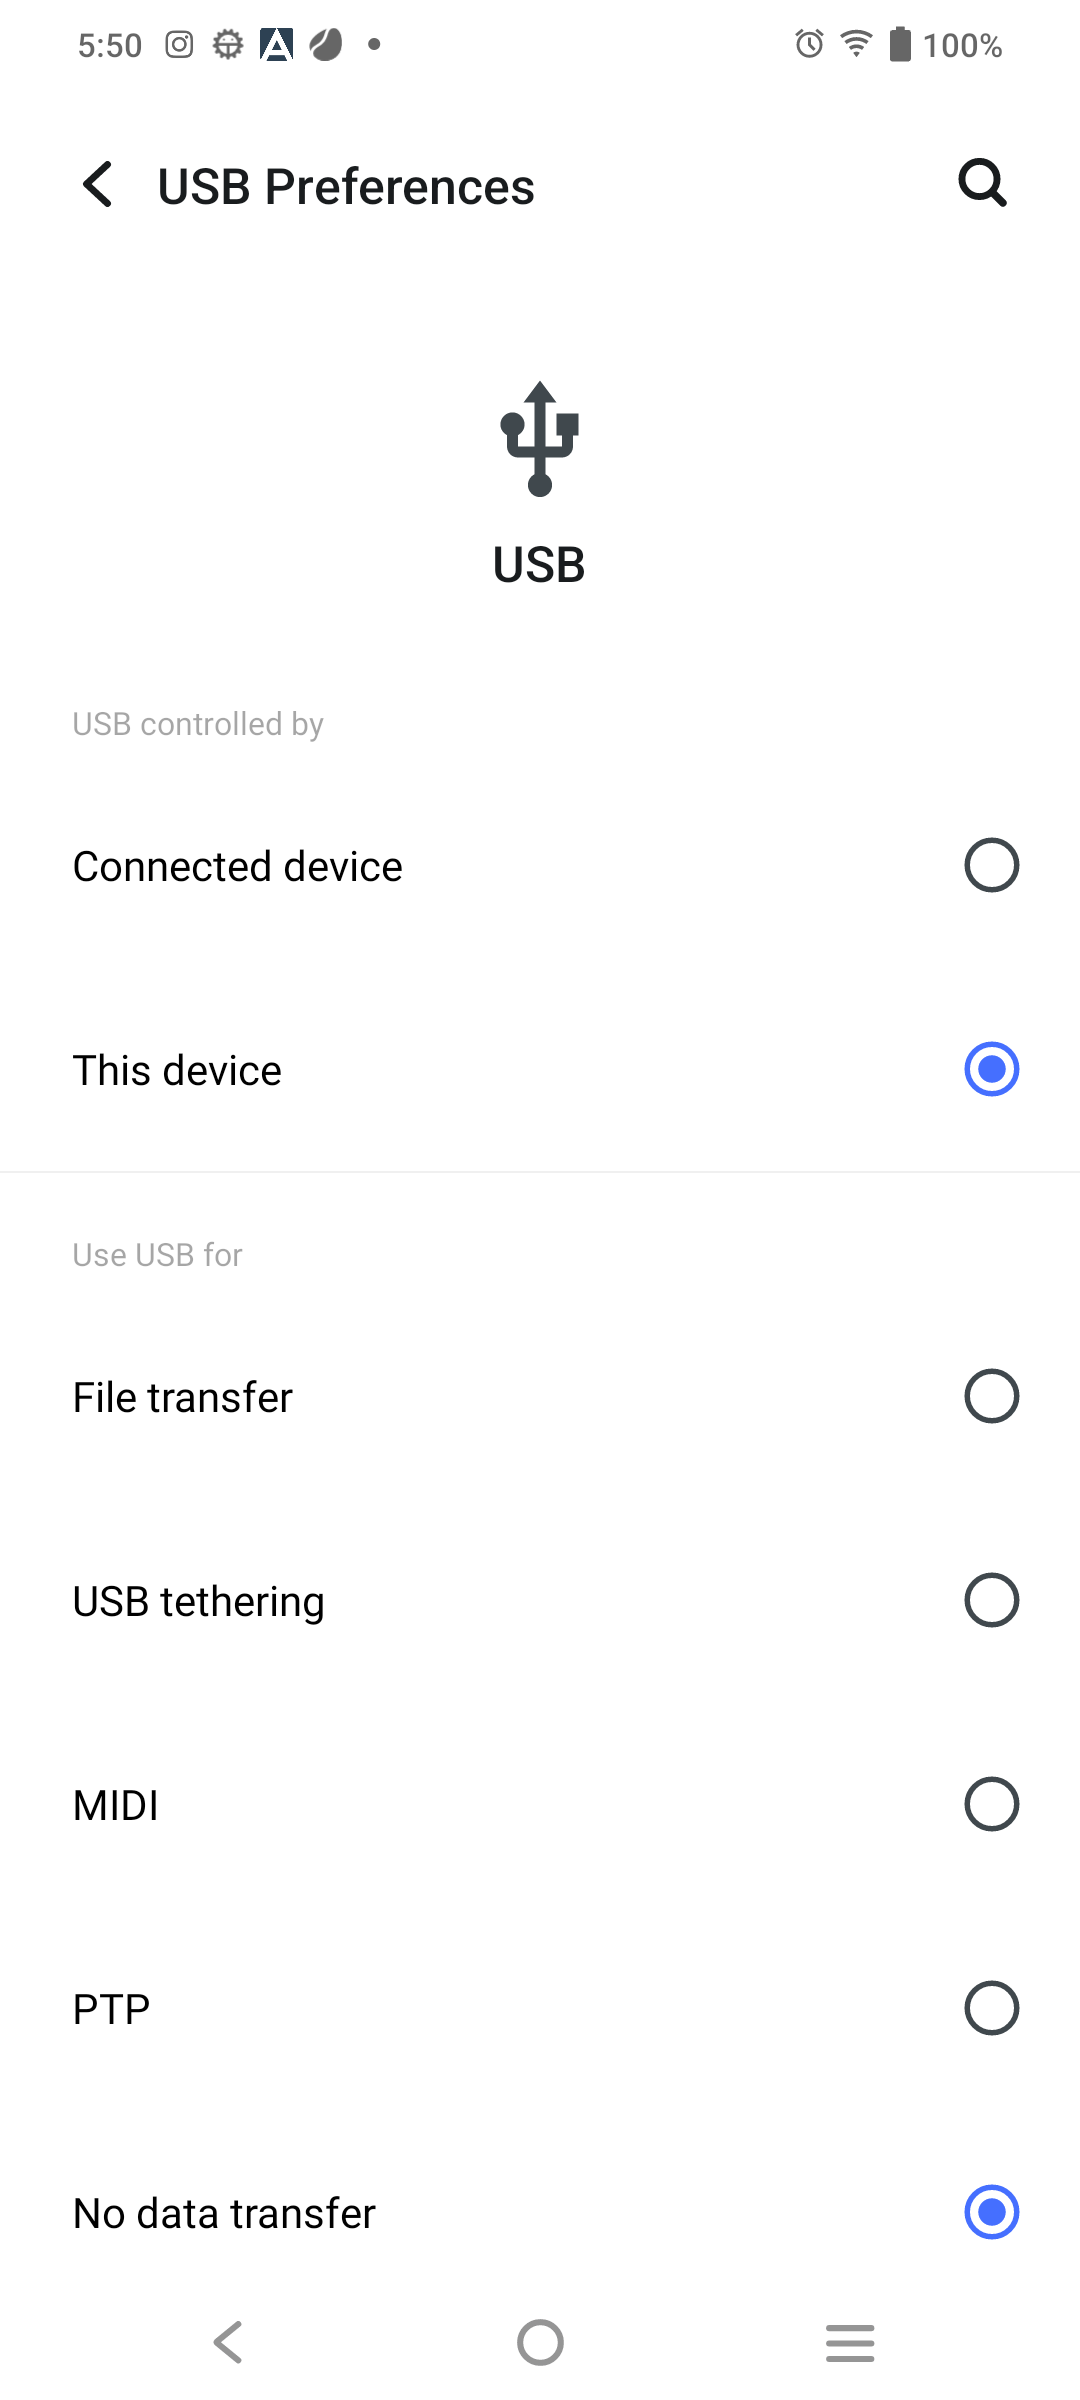 5:50
100%
USB Preferences
USB
USB controlled by
Connected device
This device
Use USB for
File transfer
USB tethering
MIDI
PTP
No data transfer